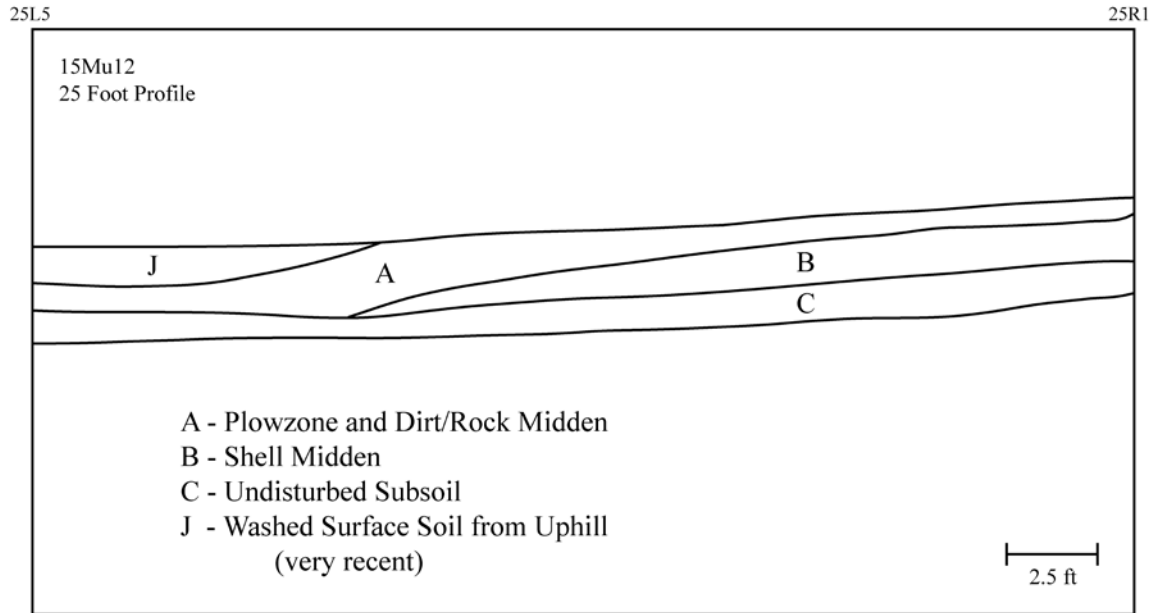 25L5
25R1
15Mu12
25 Foot Profile
J
A
B
C
A - Plowzone and Dirt/Rock Midden
B - Shell Midden
C - Undisturbed Subsoil
J - Washed Surface Soil from Uphill
(very recent)
2.5 ft